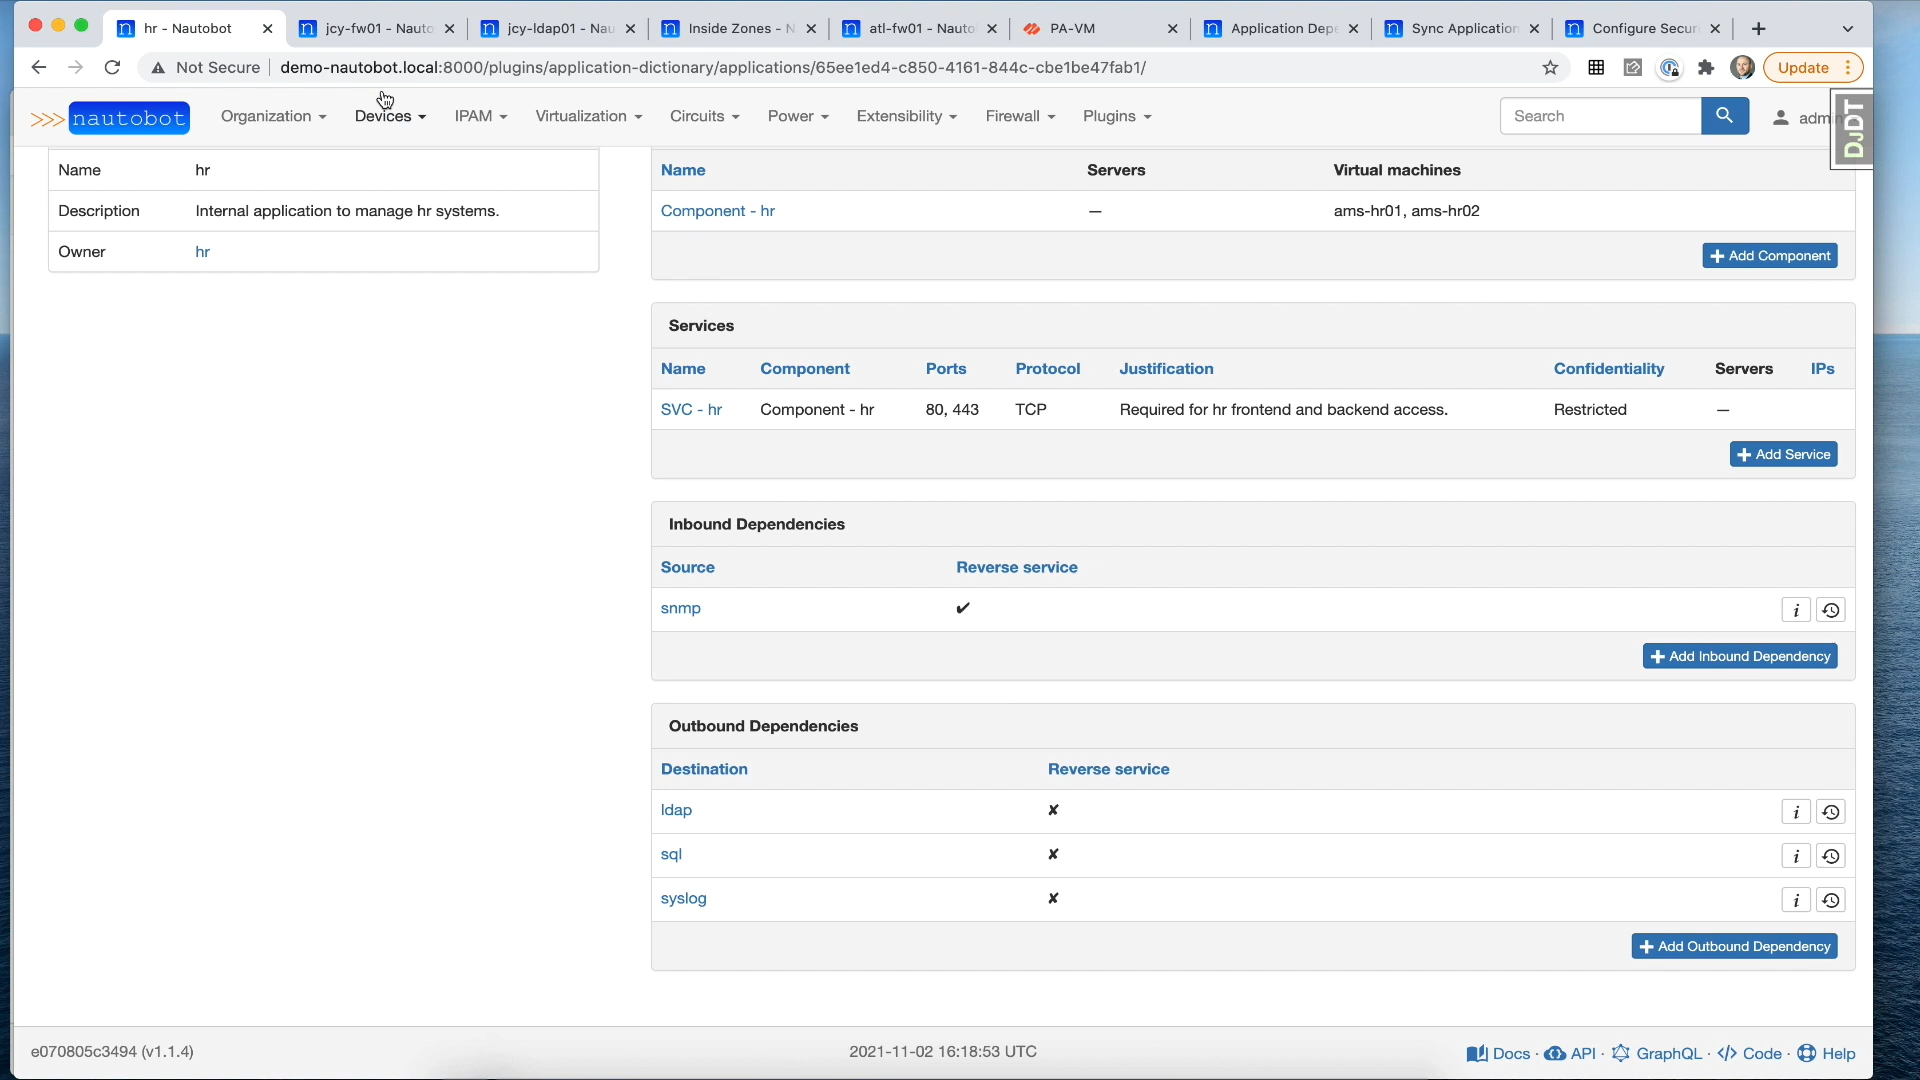 hr - Nautobot
jcy-fw01 - Nauto
jcy-ldap01 - Nau
Inside Zones - N
atl-fw01 - Nauto
PA-VM
Application Depe
Sync Application
Configure Secur
Not Secure
demo-nautobot.local:8000/plugins/application-dictionary/applications/65ee1ed4-c850-4161-844c-cbe1be47fab1/
Update
>>> nautobot
Organization
Devices
IPAM
Virtualization
Circuits
Power
Extensibility
Firewall
Plugins
Search
admin
DJDT
Name hr
Description Internal application to manage hr systems.
Owner hr
Name Servers Virtual machines
Component - hr — ams-hr01, ams-hr02
+ Add Component
Services
Name Component Ports Protocol Justification Confidentiality Servers IPs
SVC - hr Component - hr 80, 443 TCP Required for hr frontend and backend access. Restricted —
+ Add Service
Inbound Dependencies
Source Reverse service
snmp ✔
+ Add Inbound Dependency
Outbound Dependencies
Destination Reverse service
ldap ✘
sql ✘
syslog ✘
+ Add Outbound Dependency
e070805c3494 (v1.1.4)
2021-11-02 16:18:53 UTC
Docs · API · GraphQL · </> Code · Help